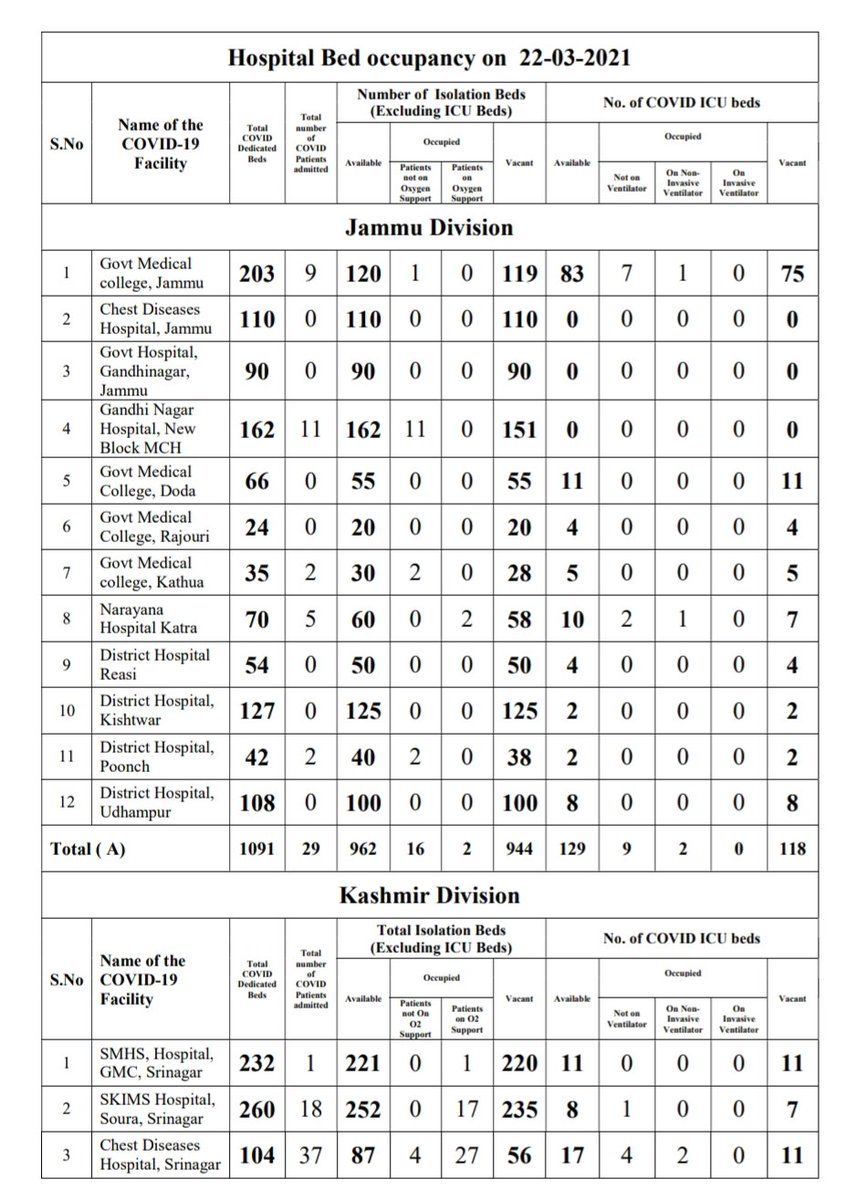 Hospital Bed occupancy on 22-03-2021
S.No Name of the COVID-19 Facility Total COVID Dedicated Beds Total number of COVID Patients admitted Number of Isolation Beds (Excluding ICU Beds) No. of COVID ICU beds
Available Occupied Vacant Available Occupied Vacant
Patients not on Oxygen Support Patients on Oxygen Support Not on Ventilator On Non-Invasive Ventilator On Invasive Ventilator
Jammu Division
1 Govt Medical college, Jammu 203 9 120 1 0 119 83 7 1 0 75
2 Chest Diseases Hospital, Jammu 110 0 110 0 0 110 0 0 0 0 0
3 Govt Hospital, Gandhinagar, Jammu 90 0 90 0 0 90 0 0 0 0 0
4 Gandhi Nagar Hospital, New Block MCH 162 11 162 11 0 151 0 0 0 0 0
5 Govt Medical College, Doda 66 0 55 0 0 55 11 0 0 0 11
6 Govt Medical College, Rajouri 24 0 20 0 0 20 4 0 0 0 4
7 Govt Medical college, Kathua 35 2 30 2 0 28 5 0 0 0 5
8 Narayana Hospital Katra 70 5 60 0 2 58 10 2 1 0 7
9 District Hospital Reasi 54 0 50 0 0 50 4 0 0 0 4
10 District Hospital, Kishtwar 127 0 125 0 0 125 2 0 0 0 2
11 District Hospital, Poonch 42 2 40 2 0 38 2 0 0 0 2
12 District Hospital, Udhampur 108 0 100 0 0 100 8 0 0 0 8
Total ( A) 1091 29 962 16 2 944 129 9 2 0 118
Kashmir Division
S.No Name of the COVID-19 Facility Total COVID Dedicated Beds Total number of COVID Patients admitted Total Isolation Beds (Excluding ICU Beds) No. of COVID ICU beds
Available Occupied Vacant Available Occupied Vacant
Patients not On O2 Support Patients on O2 Support Not on Ventilator On Non-Invasive Ventilator On Invasive Ventilator
1 SMHS, Hospital, GMC, Srinagar 232 1 221 0 1 220 11 0 0 0 11
2 SKIMS Hospital, Soura, Srinagar 260 18 252 0 17 235 8 1 0 0 7
3 Chest Diseases Hospital, Srinagar 104 37 87 4 27 56 17 4 2 0 11